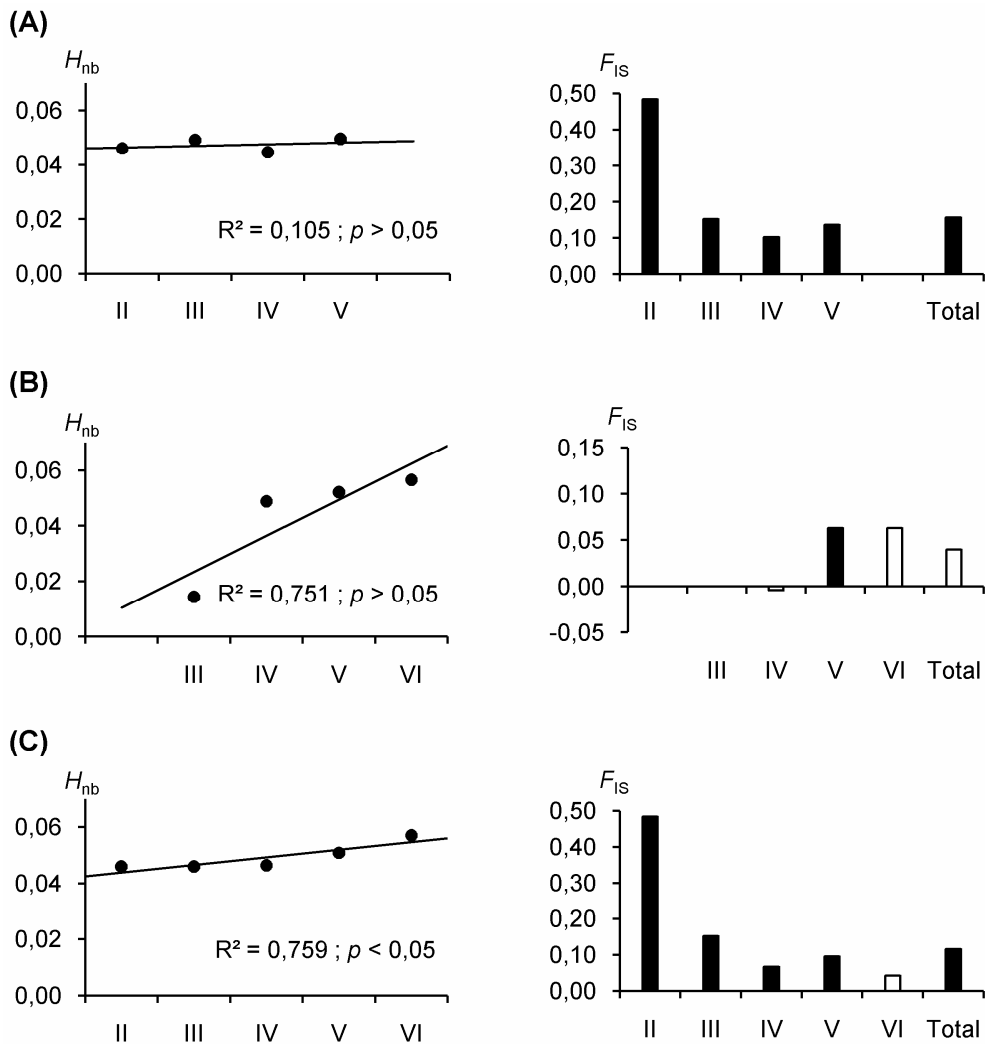 (A)
Hnb
0,06
0,04
0,02
0,00
R² = 0,105 ; p > 0,05
II III IV V
FIS
0,50
0,40
0,30
0,20
0,10
0,00
II III IV V Total
(B)
Hnb
0,06
0,04
0,02
0,00
R² = 0,751 ; p > 0,05
III IV V VI
FIS
0,15
0,10
0,05
0,00
-0,05
III IV V VI Total
(C)
Hnb
0,06
0,04
0,02
0,00
R² = 0,759 ; p < 0,05
II III IV V VI
FIS
0,50
0,40
0,30
0,20
0,10
0,00
II III IV V VI Total